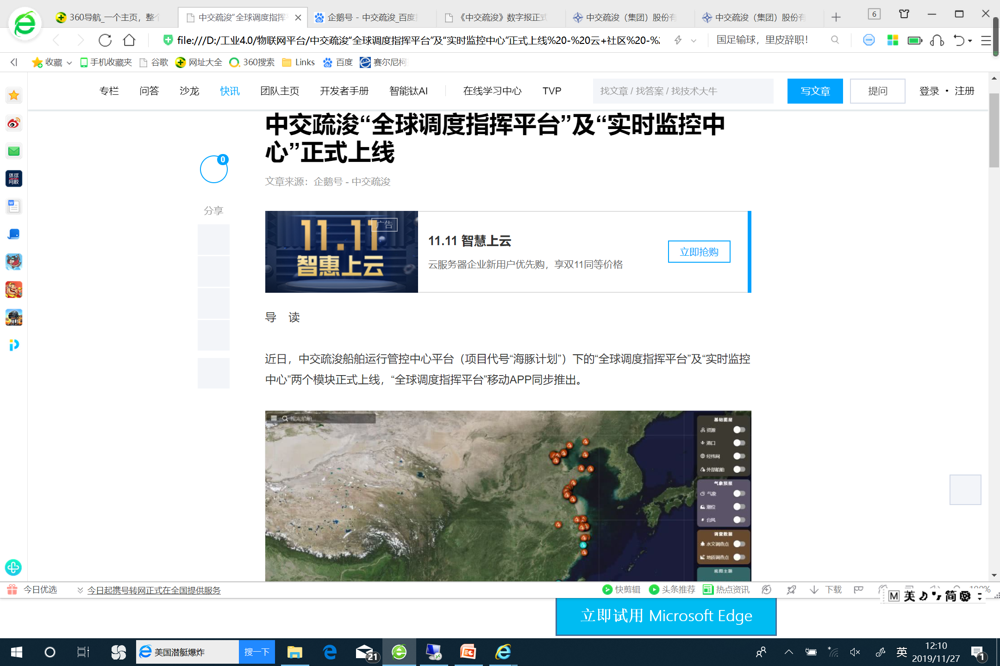 360导航_一个主页，整个
中交疏浚“全球调度指挥平
企鹅号 - 中交疏浚_百度搜
《中交疏浚》数字报正式
中交疏浚（集团）股份有
中交疏浚（集团）股份有
6
file:///D:/工业4.0/物联网平台/中交疏浚“全球调度指挥平台”及“实时监控中心”正式上线%20-%20云+社区%20-%
国足输球，里皮辞职！
收藏
手机收藏夹
谷歌
网址大全
360搜索
Links
百度
赛尔尼柯
专栏
问答
沙龙
快讯
团队主页
开发者手册
智能钛AI
在线学习中心
TVP
找文章 / 找答案 / 找技术大牛
写文章
提问
登录 · 注册
环球
网校
中交疏浚“全球调度指挥平台”及“实时监控中
心”正式上线
0
文章来源：企鹅号 - 中交疏浚
分享
11.11
广告
智惠上云
11.11 智慧上云
云服务器企业新用户优先购，享双11同等价格
立即抢购
导 读
近日，中交疏浚船舶运行管控中心平台（项目代号“海豚计划”）下的“全球调度指挥平台”及“实时监控
中心”两个模块正式上线，“全球调度指挥平台”移动APP同步推出。
搜索船舶...
基础图层
资源
港口
经纬网
外部船舶
气象预报
气象
潮位
台风
调查数据
水文调查点
地质调查点
底图主题
今日优选
今日起携号转网正式在全国提供服务
快剪辑
头条推荐
热点资讯
下载
M 英 简
立即试用 Microsoft Edge
美国潜艇爆炸
搜一下
21
英
12:10
2019/11/27
1